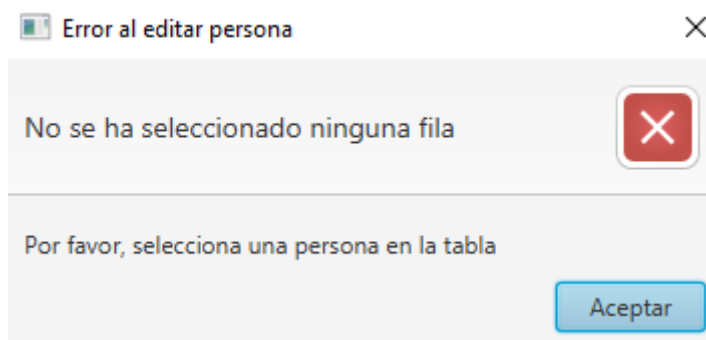 Error al editar persona
No se ha seleccionado ninguna fila
Por favor, selecciona una persona en la tabla
Aceptar